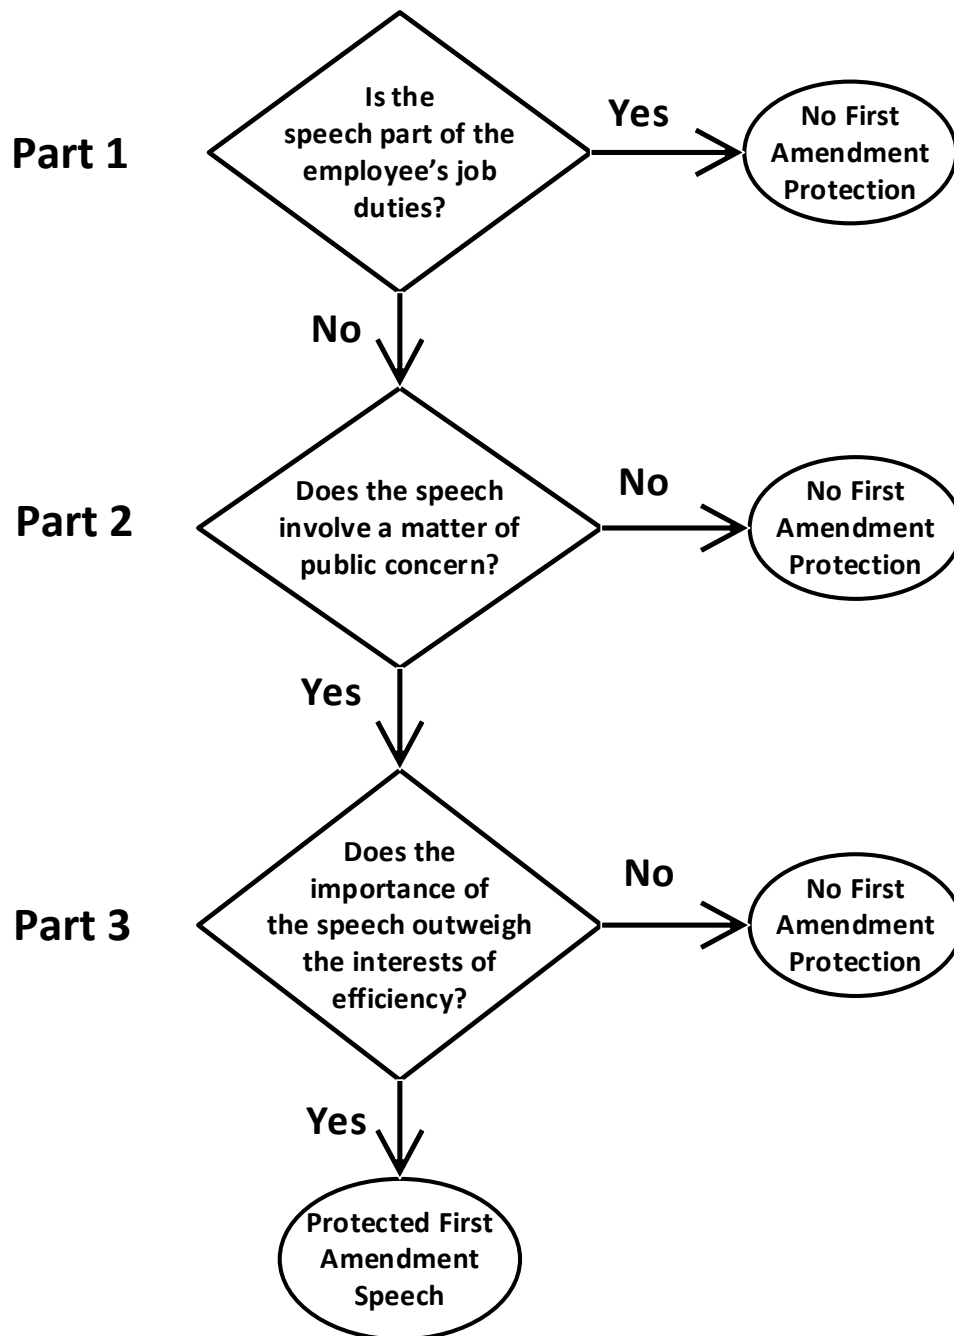 Part 1
Is the
speech part of the
employee’s job
duties?
Yes
No First
Amendment
Protection
No
Part 2
Does the speech
involve a matter of
public concern?
No
No First
Amendment
Protection
Yes
Part 3
Does the
importance of
the speech outweigh
the interests of
efficiency?
No
No First
Amendment
Protection
Yes
Protected First
Amendment
Speech